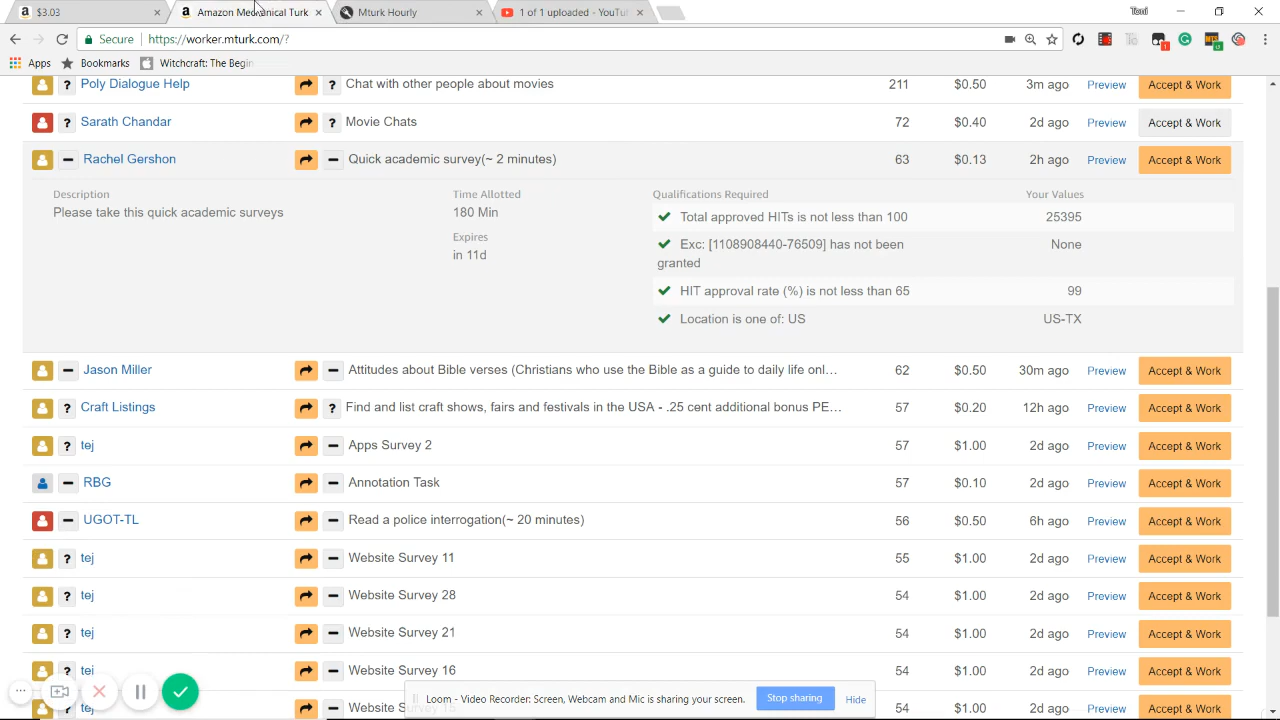 $3.03
Amazon Mechanical Turk
Mturk Hourly
1 of 1 uploaded - YouTu
Secure https://worker.mturk.com/?
Apps Bookmarks Witchcraft: The Begin
? Poly Dialogue Help ? Chat with other people about movies 211 $0.50 3m ago Preview Accept & Work
? Sarath Chandar ? Movie Chats 72 $0.40 2d ago Preview Accept & Work
Rachel Gershon Quick academic survey(~ 2 minutes) 63 $0.13 2h ago Preview Accept & Work
Description Time Allotted Qualifications Required Your Values
Please take this quick academic surveys 180 Min Total approved HITs is not less than 100 25395
Expires
in 11d
Exc: [1108908440-76509] has not been None
granted
HIT approval rate (%) is not less than 65 99
Location is one of: US US-TX
Jason Miller Attitudes about Bible verses (Christians who use the Bible as a guide to daily life onl... 62 $0.50 30m ago Preview Accept & Work
? Craft Listings ? Find and list craft shows, fairs and festivals in the USA - .25 cent additional bonus PE... 57 $0.20 12h ago Preview Accept & Work
? tej Apps Survey 2 57 $1.00 2d ago Preview Accept & Work
RBG Annotation Task 57 $0.10 2d ago Preview Accept & Work
UGOT-TL Read a police interrogation(~ 20 minutes) 56 $0.50 6h ago Preview Accept & Work
? tej Website Survey 11 55 $1.00 2d ago Preview Accept & Work
? tej Website Survey 28 54 $1.00 2d ago Preview Accept & Work
? tej Website Survey 21 54 $1.00 2d ago Preview Accept & Work
? tej Website Survey 16 54 $1.00 2d ago Preview Accept & Work
? tej Website Survey 54 $1.00 2d ago Preview Accept & Work
Loom - Video Recorder: Screen, Webcam and Mic is sharing your screen. Stop sharing Hide